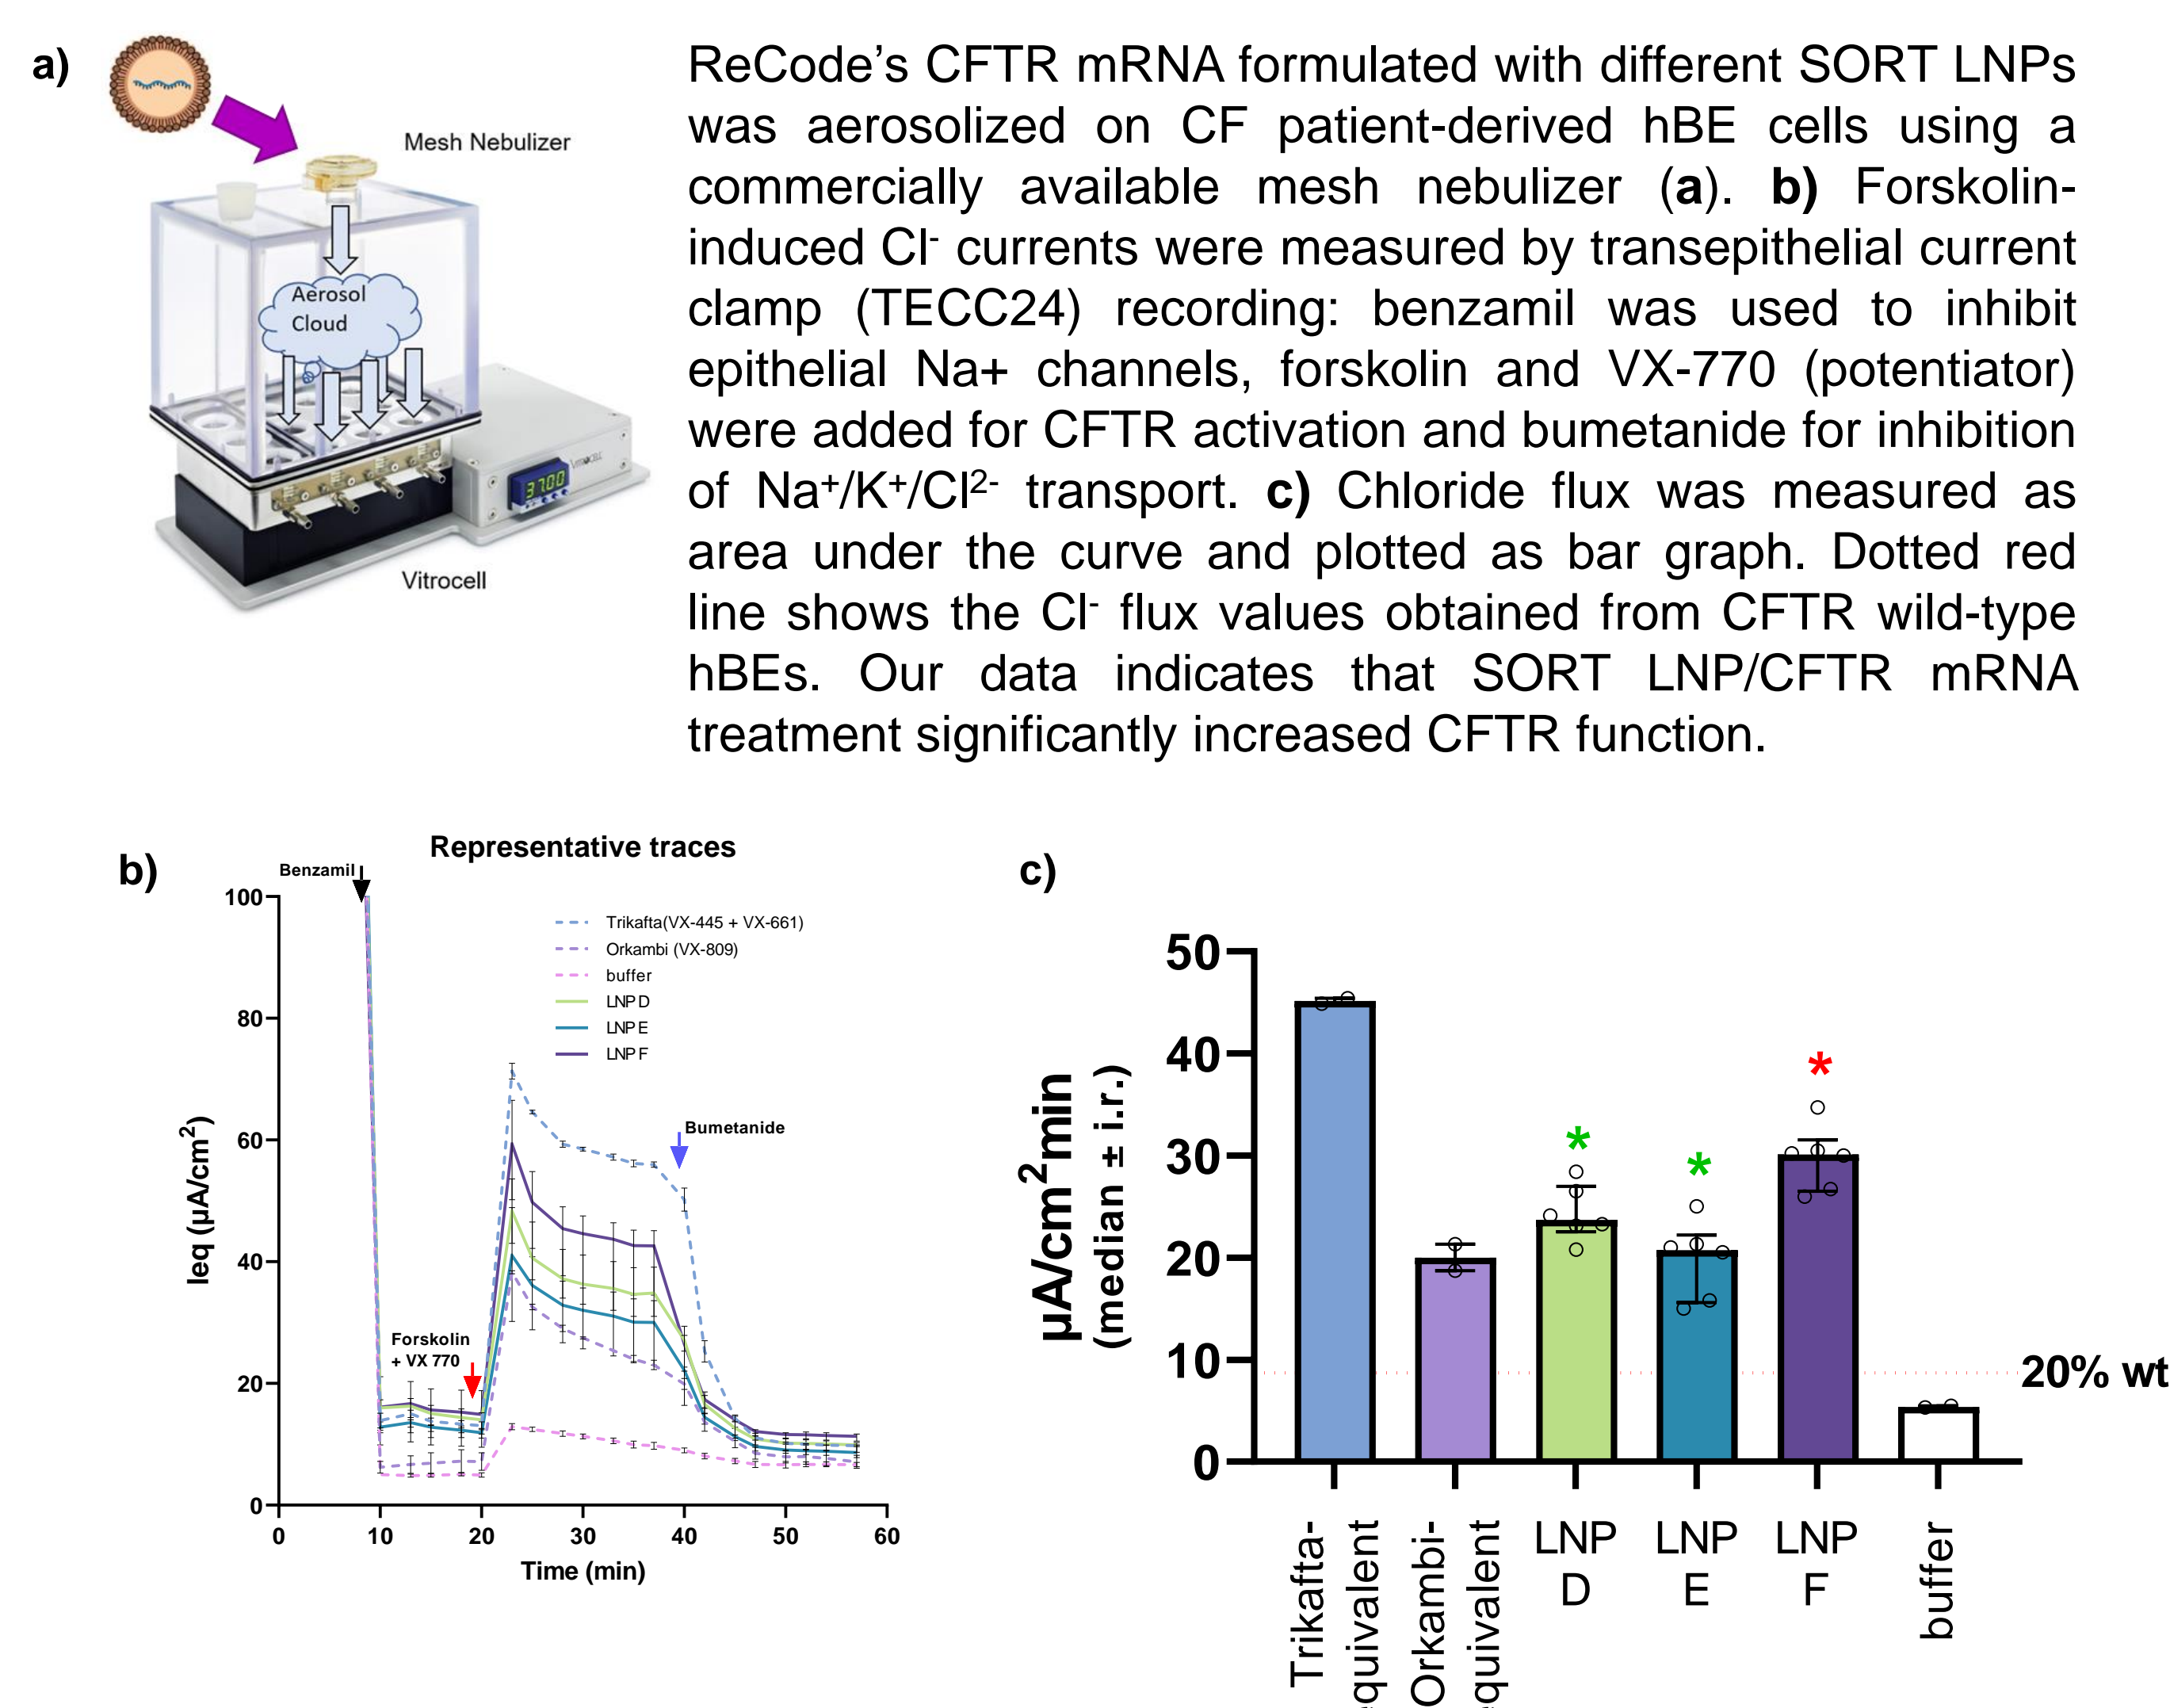 a)
Mesh Nebulizer
Aerosol
Cloud
37.00
VITROCELL
Vitrocell
ReCode's CFTR mRNA formulated with different SORT LNPs
was aerosolized on CF patient-derived hBE cells using a
commercially available mesh nebulizer (a). b) Forskolin-
induced Cl⁻ currents were measured by transepithelial current
clamp (TECC24) recording: benzamil was used to inhibit
epithelial Na+ channels, forskolin and VX-770 (potentiator)
were added for CFTR activation and bumetanide for inhibition
of Na⁺/K⁺/Cl²⁻ transport. c) Chloride flux was measured as
area under the curve and plotted as bar graph. Dotted red
line shows the Cl⁻ flux values obtained from CFTR wild-type
hBEs. Our data indicates that SORT LNP/CFTR mRNA
treatment significantly increased CFTR function.
b)
Representative traces
Benzamil
100
80
60
40
20
0
Ieq (µA/cm²)
Trikafta(VX-445 + VX-661)
Orkambi (VX-809)
buffer
LNP D
LNP E
LNP F
Bumetanide
Forskolin
+ VX 770
0 10 20 30 40 50 60
Time (min)
c)
50
40
30
20
10
0
µA/cm²min
(median ± i.r.)
*
*
*
20% wt
Trikafta-
quivalent
Orkambi-
quivalent
LNP
D
LNP
E
LNP
F
buffer